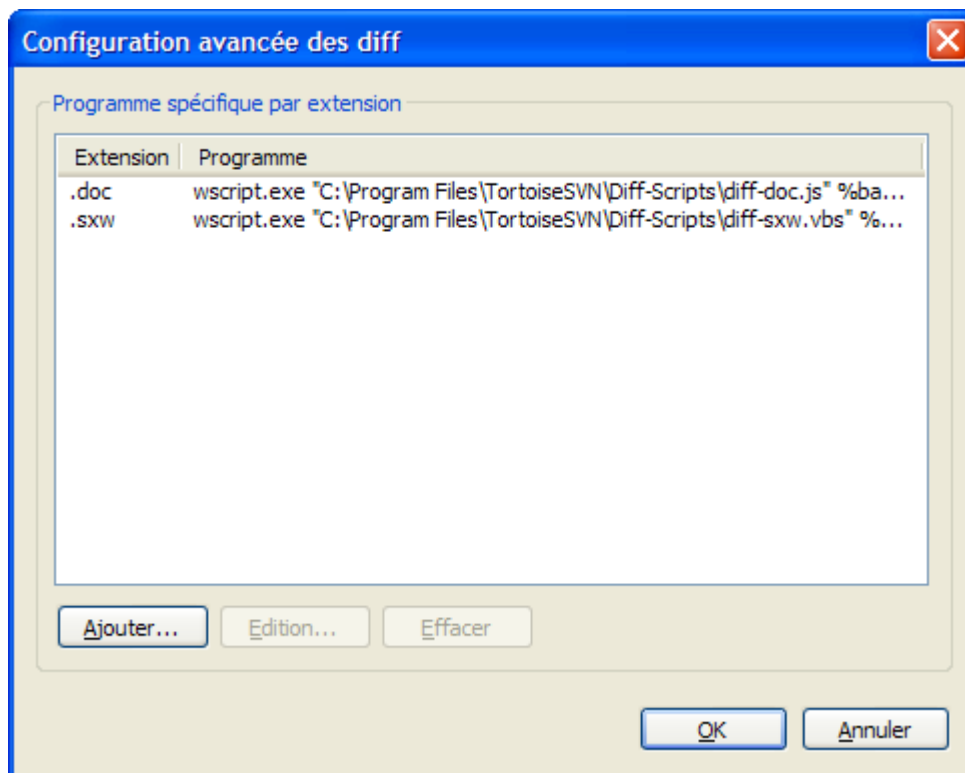 Configuration avancée des diff
Programme spécifique par extension
Extension Programme
.doc wscript.exe "C:\Program Files\TortoiseSVN\Diff-Scripts\diff-doc.js" %ba...
.sxw wscript.exe "C:\Program Files\TortoiseSVN\Diff-Scripts\diff-sxw.vbs" %...
Ajouter... Edition... Effacer
OK Annuler